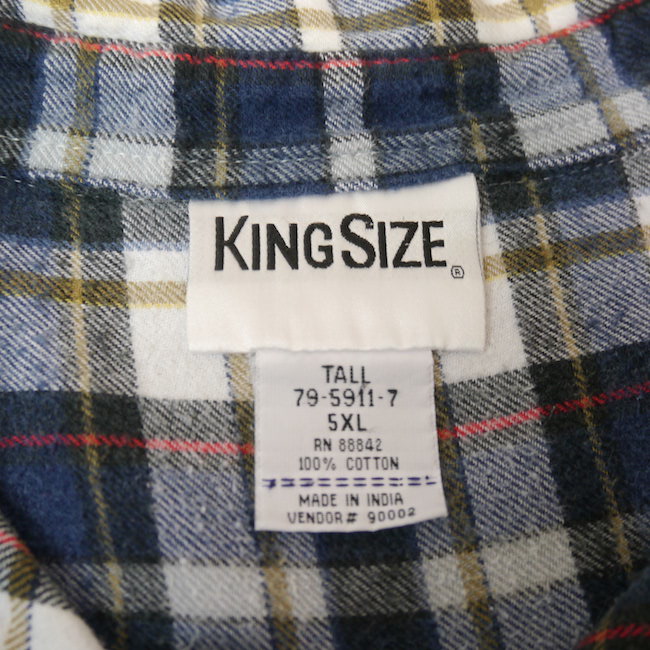 KINGSIZE®
TALL
79-5911-7
5XL
RN 88842
100% COTTON
MADE IN INDIA
VENDOR# 90002